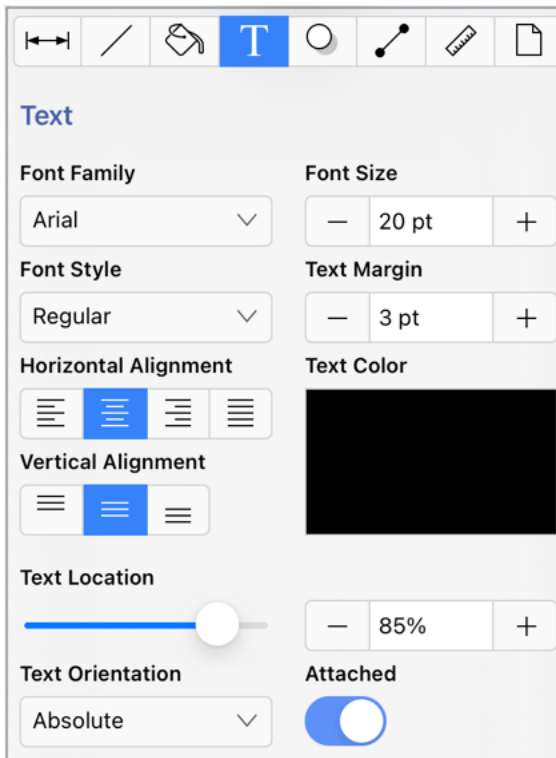 T
Text
Font Family
Font Size
Arial
20 pt
Font Style
Text Margin
Regular
3 pt
Horizontal Alignment
Text Color
Vertical Alignment
Text Location
85%
Text Orientation
Attached
Absolute